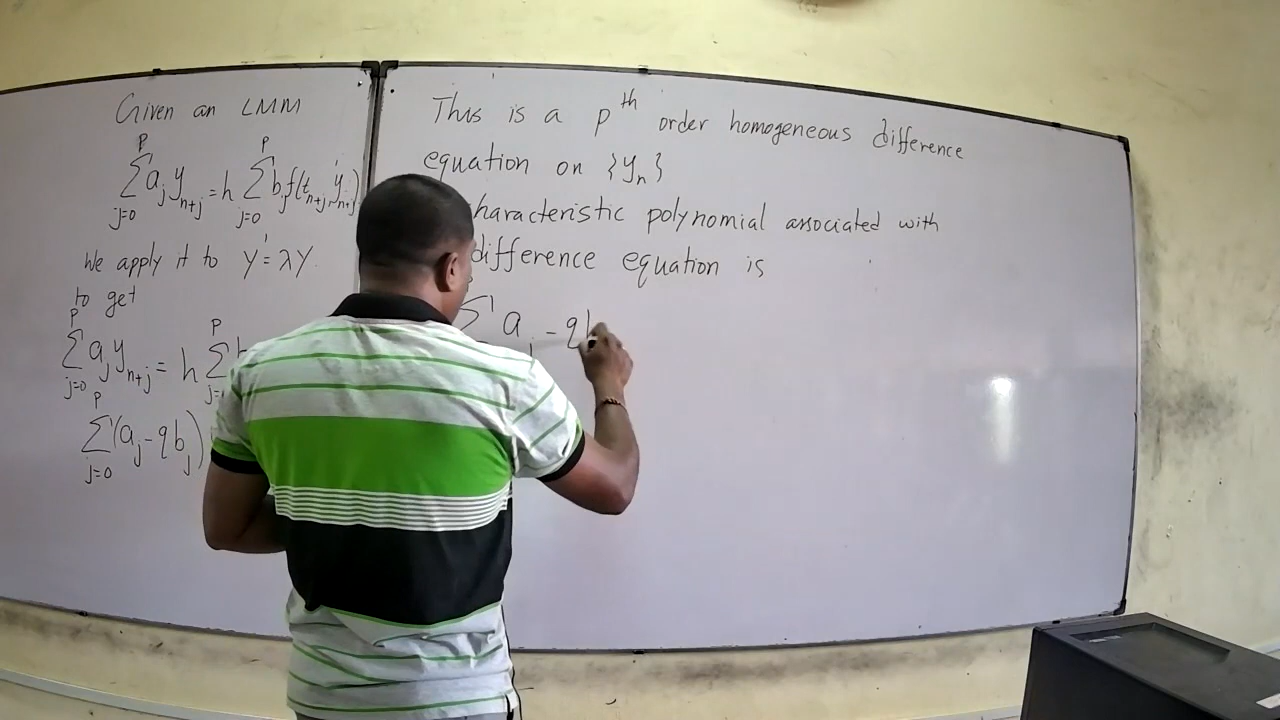 Given an LMM
∑_{j=0}^{p} a_j y_{n+j} = h ∑_{j=0}^{p} b_j f(t_{n+j}, y'_{n+j})
We apply it to y' = λy
to get
∑_{j=0}^{p} a_j y_{n+j} = h ∑^{p}
∑_{j=0}^{p} (a_j - qb_j)
This is a p^{th} order homogeneous difference
equation on {y_n}
characteristic polynomial associated with
difference equation is
∑ a_j - q